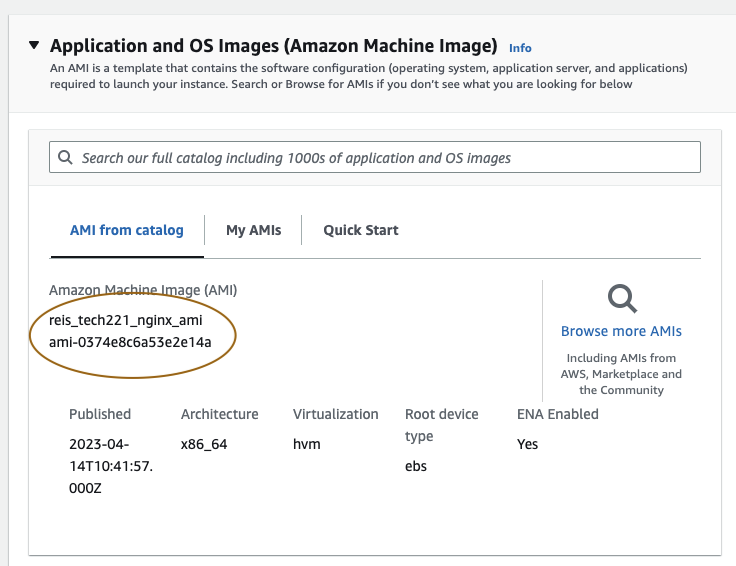 Application and OS Images (Amazon Machine Image) Info
An AMI is a template that contains the software configuration (operating system, application server, and applications)
required to launch your instance. Search or Browse for AMIs if you don't see what you are looking for below
Search our full catalog including 1000s of application and OS images
AMI from catalog
My AMIs
Quick Start
Amazon Machine Image (AMI)
reis_tech221_nginx_ami
ami-0374e8c6a53e2e14a
Browse more AMIs
Including AMIs from
AWS, Marketplace and
the Community
Published
2023-04-
14T10:41:57.
000Z
Architecture
x86_64
Virtualization
hvm
Root device
type
ebs
ENA Enabled
Yes